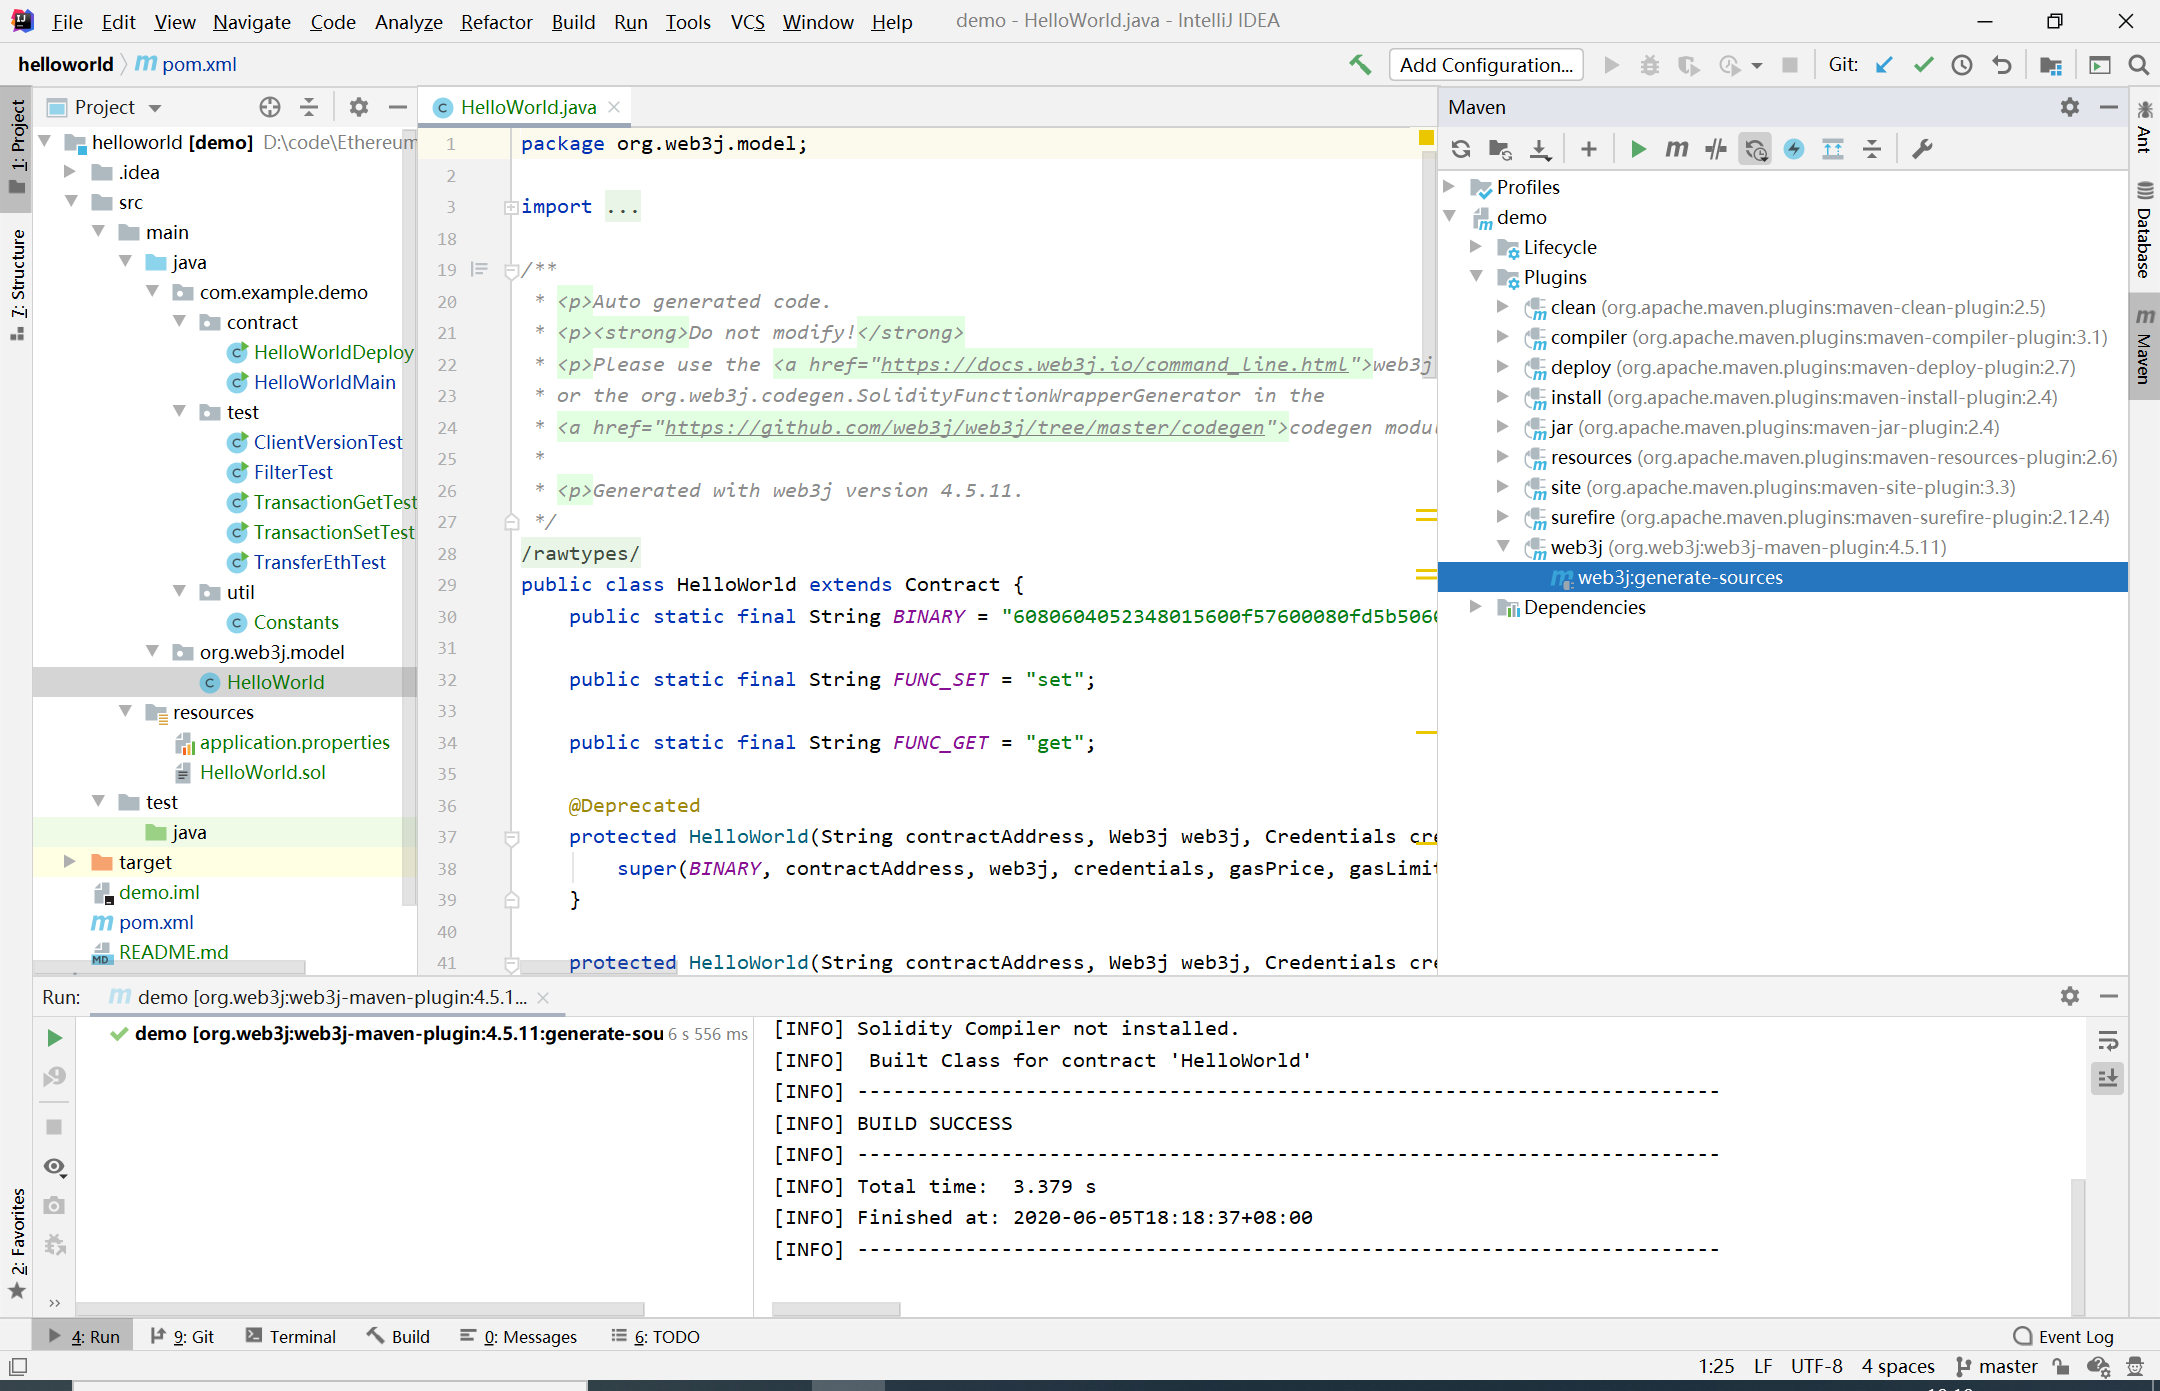 File Edit View Navigate Code Analyze Refactor Build Run Tools VCS Window Help demo - HelloWorld.java - IntelliJ IDEA
helloworld pom.xml Add Configuration... Git:
1: Project
7: Structure
2: Favorites
Project
helloworld [demo] D:\code\Ethereum
.idea
src
main
java
com.example.demo
contract
HelloWorldDeploy
HelloWorldMain
test
ClientVersionTest
FilterTest
TransactionGetTest
TransactionSetTest
TransferEthTest
util
Constants
org.web3j.model
HelloWorld
resources
application.properties
HelloWorld.sol
test
java
target
demo.iml
pom.xml
README.md
HelloWorld.java
1 package org.web3j.model;
2
3 import ...
18
19 /**
20 * <p>Auto generated code.
21 * <p><strong>Do not modify!</strong>
22 * <p>Please use the <a href="https://docs.web3j.io/command_line.html">web3j
23 * or the org.web3j.codegen.SolidityFunctionWrapperGenerator in the
24 * <a href="https://github.com/web3j/web3j/tree/master/codegen">codegen modul
25 *
26 * <p>Generated with web3j version 4.5.11.
27 */
28 /rawtypes/
29 public class HelloWorld extends Contract {
30 public static final String BINARY = "6080604052348015600f57600080fd5b506
31
32 public static final String FUNC_SET = "set";
33
34 public static final String FUNC_GET = "get";
35
36 @Deprecated
37 protected HelloWorld(String contractAddress, Web3j web3j, Credentials cre
38 super(BINARY, contractAddress, web3j, credentials, gasPrice, gasLimit
39 }
40
41 protected HelloWorld(String contractAddress, Web3j web3j, Credentials cre
Maven
Profiles
demo
Lifecycle
Plugins
clean (org.apache.maven.plugins:maven-clean-plugin:2.5)
compiler (org.apache.maven.plugins:maven-compiler-plugin:3.1)
deploy (org.apache.maven.plugins:maven-deploy-plugin:2.7)
install (org.apache.maven.plugins:maven-install-plugin:2.4)
jar (org.apache.maven.plugins:maven-jar-plugin:2.4)
resources (org.apache.maven.plugins:maven-resources-plugin:2.6)
site (org.apache.maven.plugins:maven-site-plugin:3.3)
surefire (org.apache.maven.plugins:maven-surefire-plugin:2.12.4)
web3j (org.web3j:web3j-maven-plugin:4.5.11)
web3j:generate-sources
Dependencies
Ant
Database
Maven
Run: demo [org.web3j:web3j-maven-plugin:4.5.1...
demo [org.web3j:web3j-maven-plugin:4.5.11:generate-sou 6 s 556 ms
[INFO] Solidity Compiler not installed.
[INFO]  Built Class for contract 'HelloWorld'
[INFO] ------------------------------------------------------------------------
[INFO] BUILD SUCCESS
[INFO] ------------------------------------------------------------------------
[INFO] Total time:  3.379 s
[INFO] Finished at: 2020-06-05T18:18:37+08:00
[INFO] ------------------------------------------------------------------------
4: Run 9: Git Terminal Build 0: Messages 6: TODO Event Log
1:25 LF UTF-8 4 spaces master